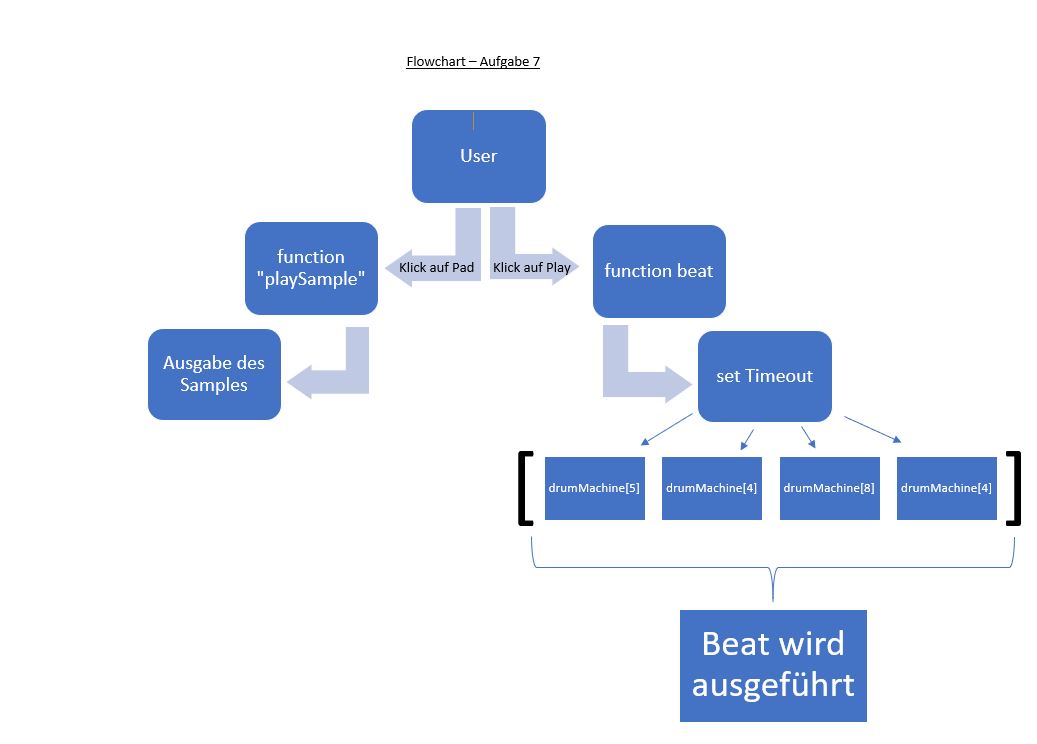 Flowchart – Aufgabe 7
User
function
"playSample"
Klick auf Pad
Klick auf Play
function beat
Ausgabe des
Samples
set Timeout
[
drumMachine[5]
drumMachine[4]
drumMachine[8]
drumMachine[4]
]
Beat wird
ausgeführt